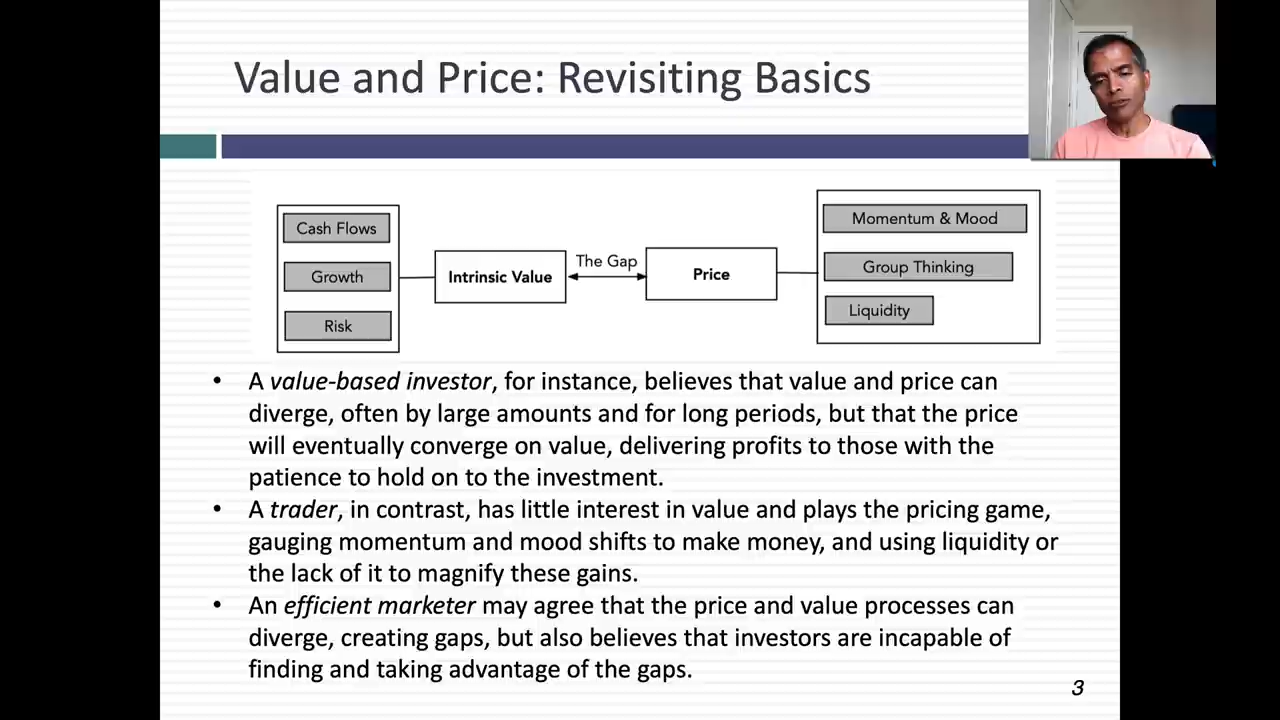 Value and Price: Revisiting Basics
Cash Flows
Growth
Risk
Intrinsic Value
The Gap
Price
Momentum & Mood
Group Thinking
Liquidity
• A value-based investor, for instance, believes that value and price can
diverge, often by large amounts and for long periods, but that the price
will eventually converge on value, delivering profits to those with the
patience to hold on to the investment.
• A trader, in contrast, has little interest in value and plays the pricing game,
gauging momentum and mood shifts to make money, and using liquidity or
the lack of it to magnify these gains.
• An efficient marketer may agree that the price and value processes can
diverge, creating gaps, but also believes that investors are incapable of
finding and taking advantage of the gaps.
3